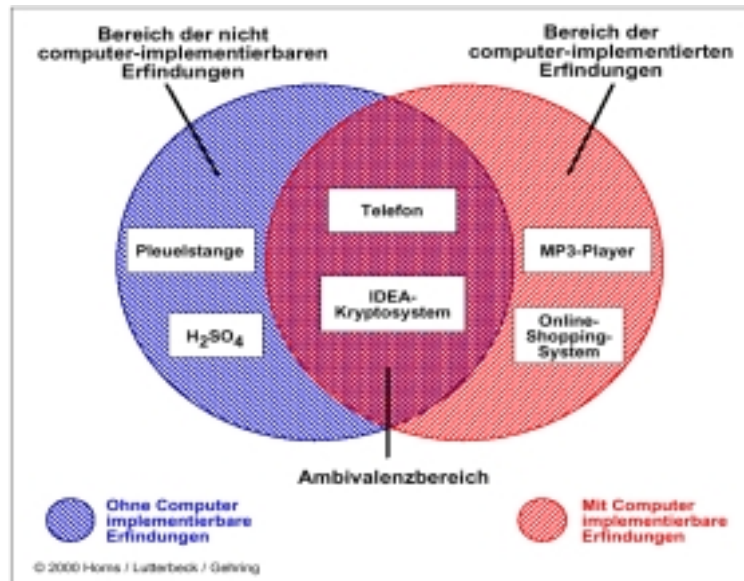 Bereich der nicht
computer-implementierbaren
Erfindungen
Bereich der
computer-implementierten
Erfindungen
Telefon
Pleuelstange
MP3-Player
IDEA-
Kryptosystem
H₂SO₄
Online-
Shopping-
System
Ambivalenzbereich
Ohne Computer
implementierbare
Erfindungen
Mit Computer
implementierbare
Erfindungen
© 2000 Horns / Lutterbeck / Gehring